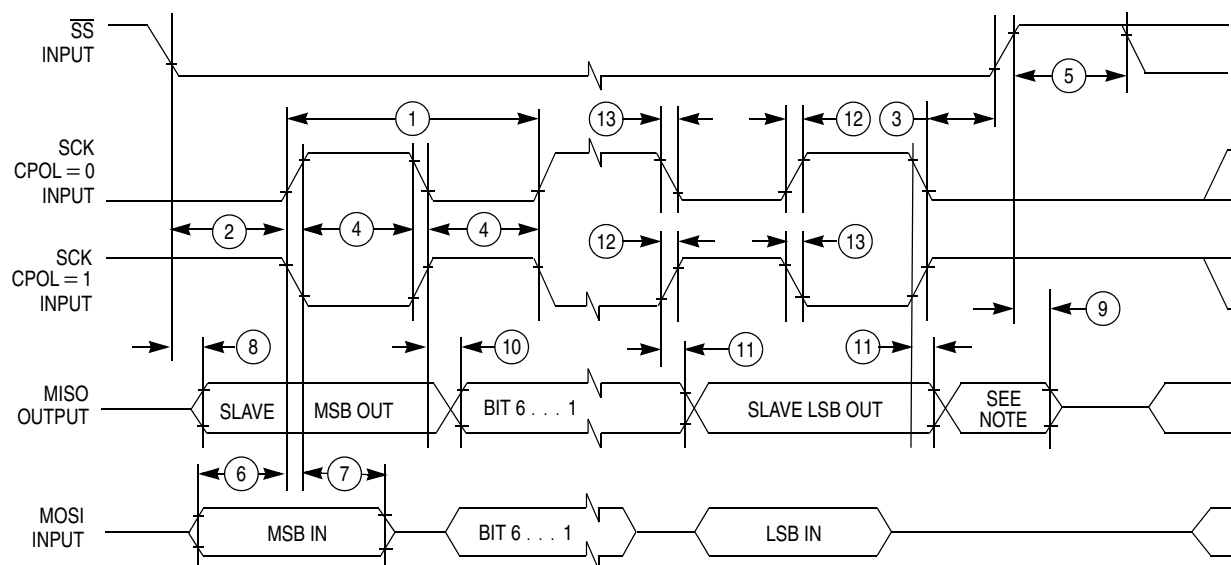 SS
INPUT
5
1
13
12
3
SCK
CPOL = 0
INPUT
2
4
4
12
13
SCK
CPOL = 1
INPUT
9
8
10
11
11
MISO
OUTPUT
SLAVE
MSB OUT
BIT 6 . . . 1
SLAVE LSB OUT
SEE
NOTE
6
7
MOSI
INPUT
MSB IN
BIT 6 . . . 1
LSB IN